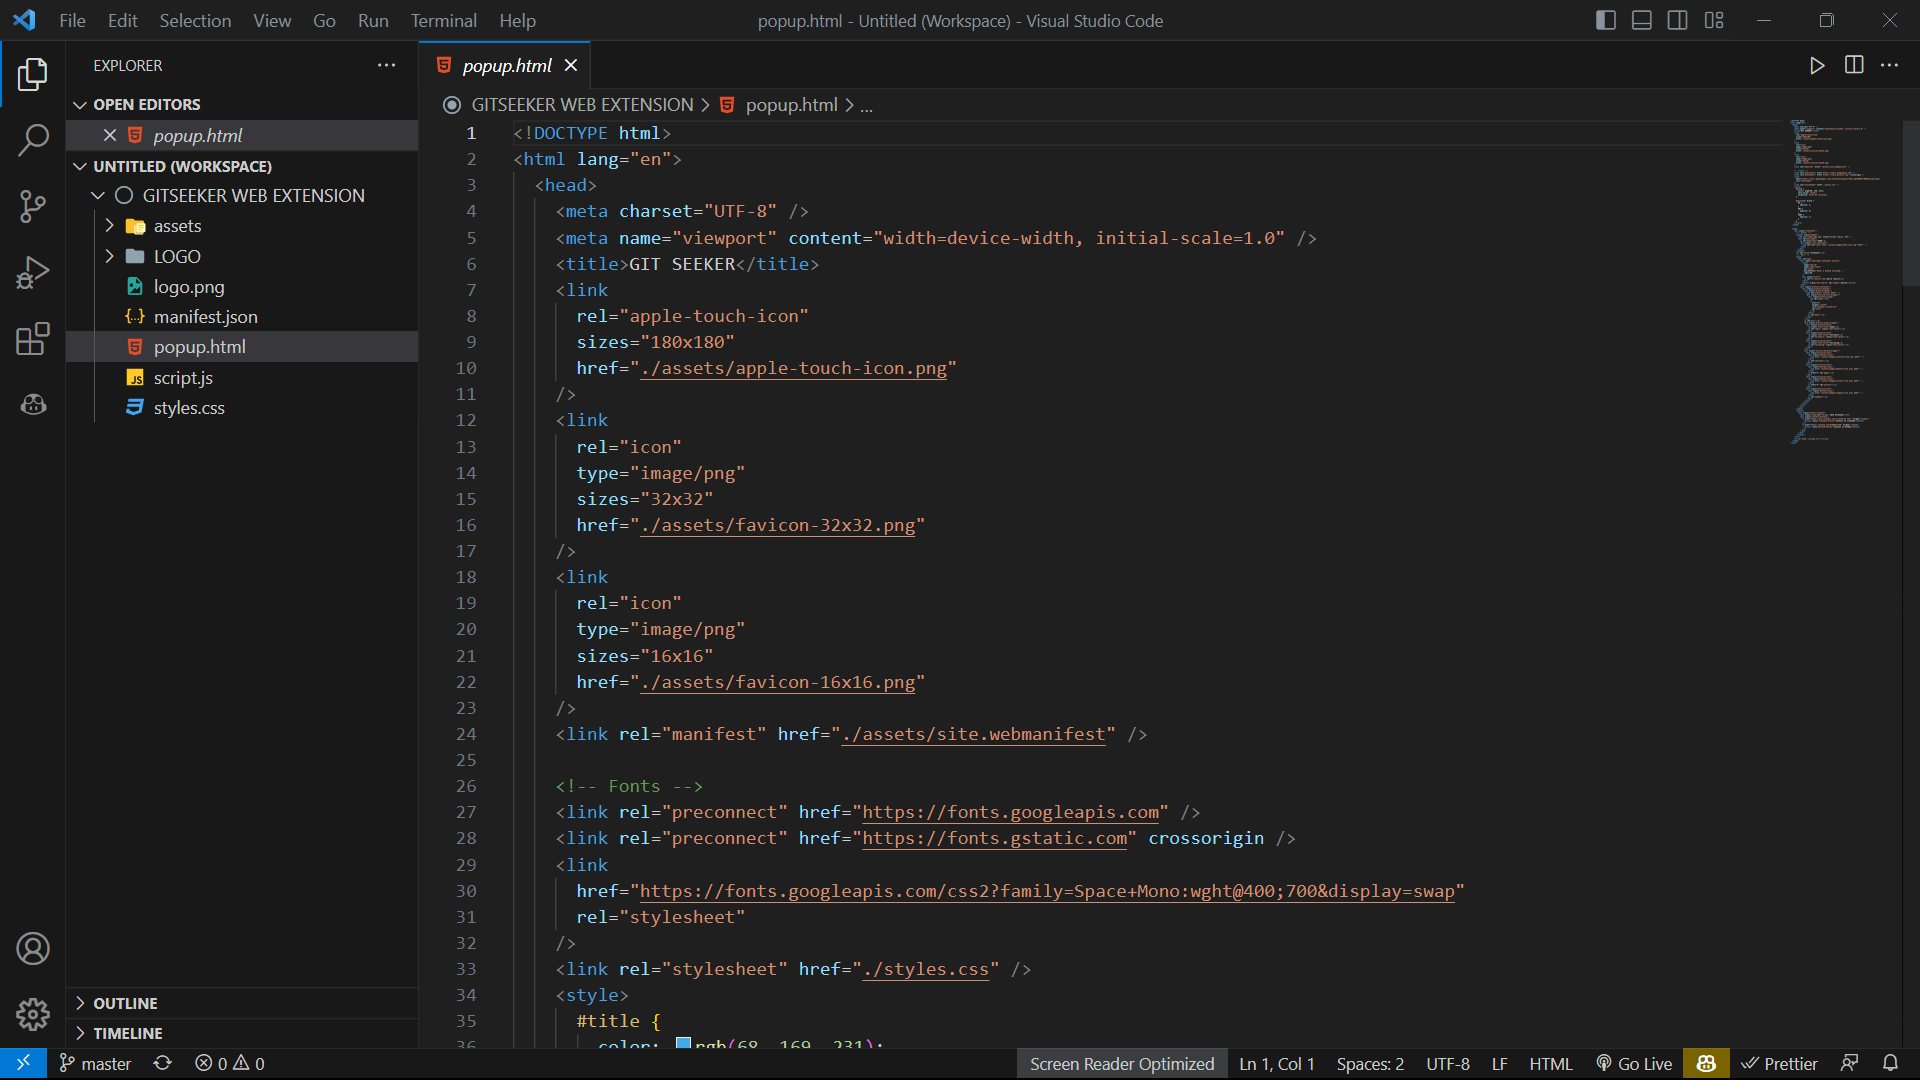 File Edit Selection View Go Run Terminal Help
popup.html - Untitled (Workspace) - Visual Studio Code
EXPLORER
OPEN EDITORS
popup.html
UNTITLED (WORKSPACE)
GITSEEKER WEB EXTENSION
assets
LOGO
logo.png
manifest.json
popup.html
script.js
styles.css
OUTLINE
TIMELINE
popup.html
GITSEEKER WEB EXTENSION > popup.html > ...
1 <!DOCTYPE html>
2 <html lang="en">
3 <head>
4 <meta charset="UTF-8" />
5 <meta name="viewport" content="width=device-width, initial-scale=1.0" />
6 <title>GIT SEEKER</title>
7 <link
8 rel="apple-touch-icon"
9 sizes="180x180"
10 href="./assets/apple-touch-icon.png"
11 />
12 <link
13 rel="icon"
14 type="image/png"
15 sizes="32x32"
16 href="./assets/favicon-32x32.png"
17 />
18 <link
19 rel="icon"
20 type="image/png"
21 sizes="16x16"
22 href="./assets/favicon-16x16.png"
23 />
24 <link rel="manifest" href="./assets/site.webmanifest" />
25
26 <!-- Fonts -->
27 <link rel="preconnect" href="https://fonts.googleapis.com" />
28 <link rel="preconnect" href="https://fonts.gstatic.com" crossorigin />
29 <link
30 href="https://fonts.googleapis.com/css2?family=Space+Mono:wght@400;700&display=swap"
31 rel="stylesheet"
32 />
33 <link rel="stylesheet" href="./styles.css" />
34 <style>
35 #title {
36 color: rgb(68, 169, 231);
master 0 0 Screen Reader Optimized Ln 1, Col 1 Spaces: 2 UTF-8 LF HTML Go Live Prettier